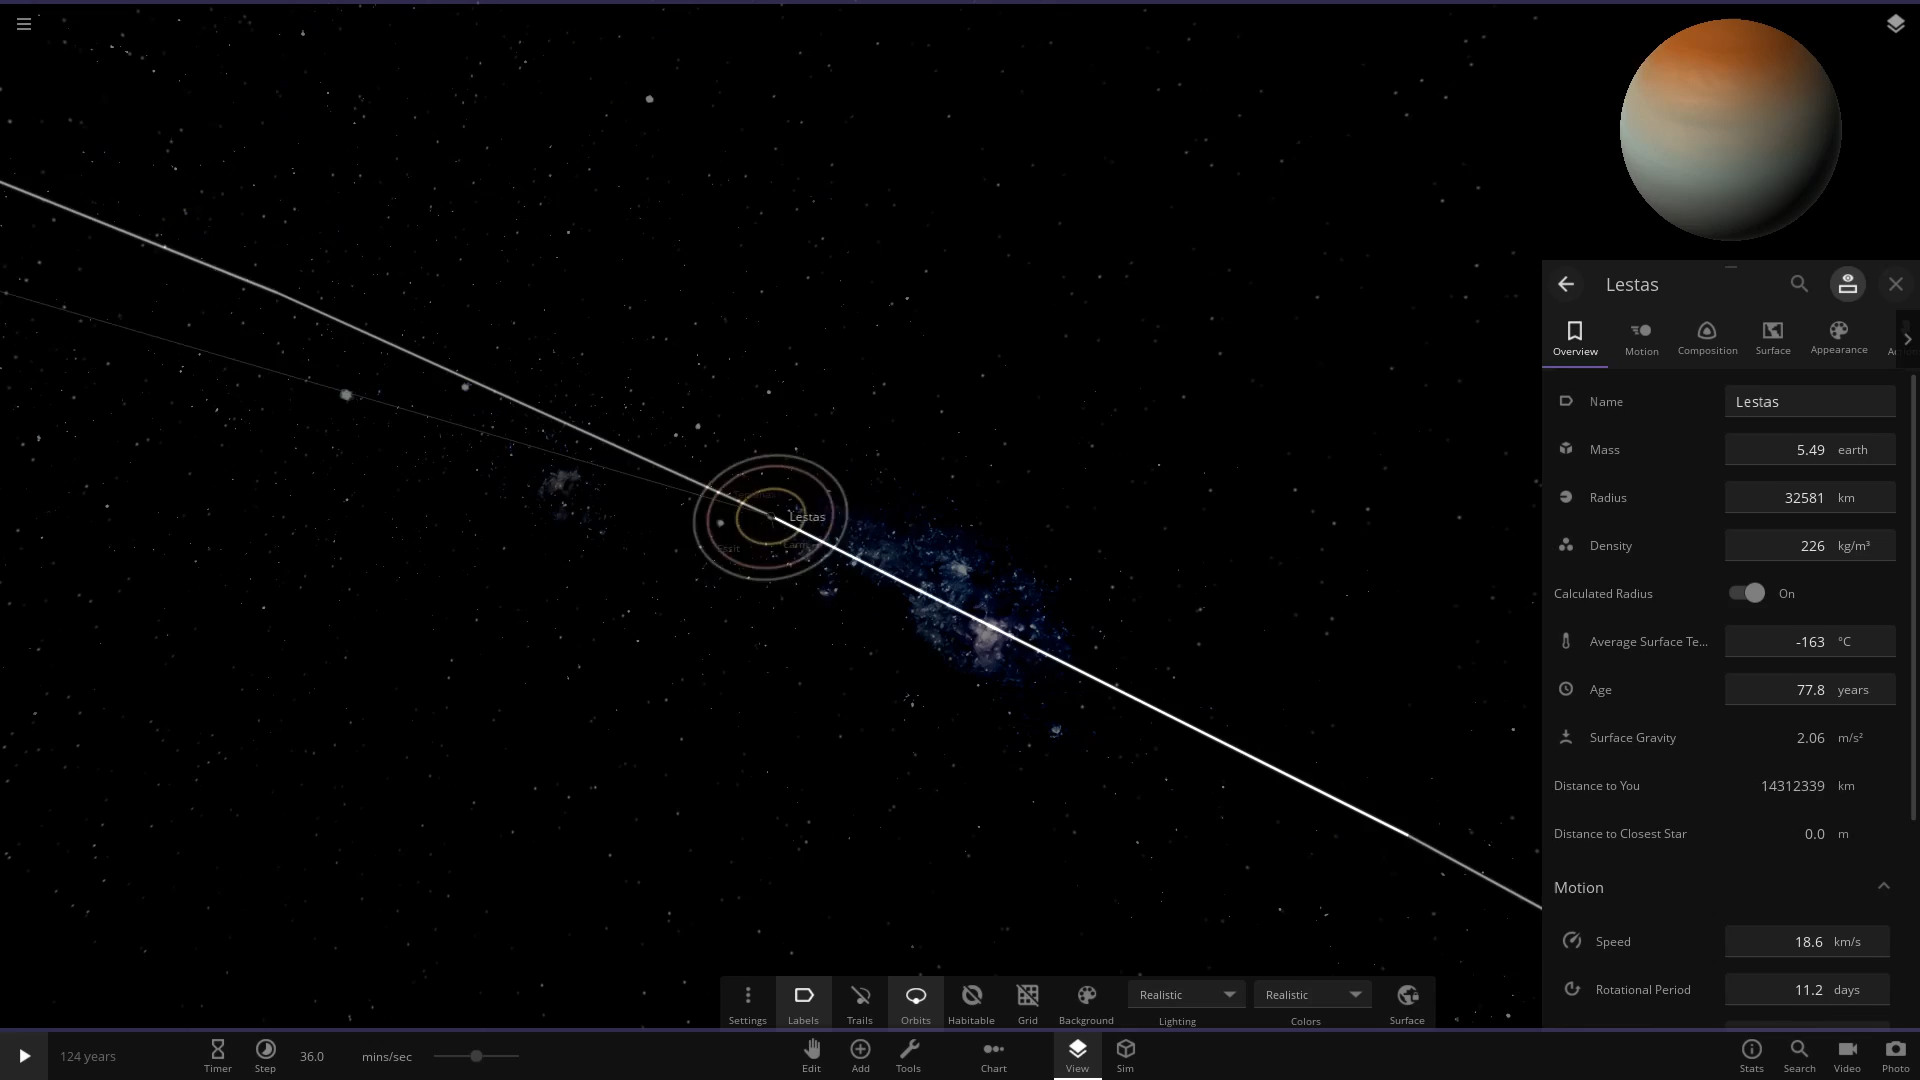 Lestas
Overview
Motion
Composition
Surface
Appearance
Name
Lestas
Mass
5.49 earth
Radius
32581 km
Density
226 kg/m³
Calculated Radius
On
Average Surface Te...
-163 °C
Age
77.8 years
Surface Gravity
2.06 m/s²
Distance to You
14312339 km
Distance to Closest Star
0.0 m
Motion
Speed
18.6 km/s
Rotational Period
11.2 days
Lestas
Essit
Settings
Labels
Trails
Orbits
Habitable
Grid
Background
Realistic
Lighting
Realistic
Colors
Surface
124 years
Timer
Step
36.0 mins/sec
Edit
Add
Tools
Chart
View
Sim
Stats
Search
Video
Photo